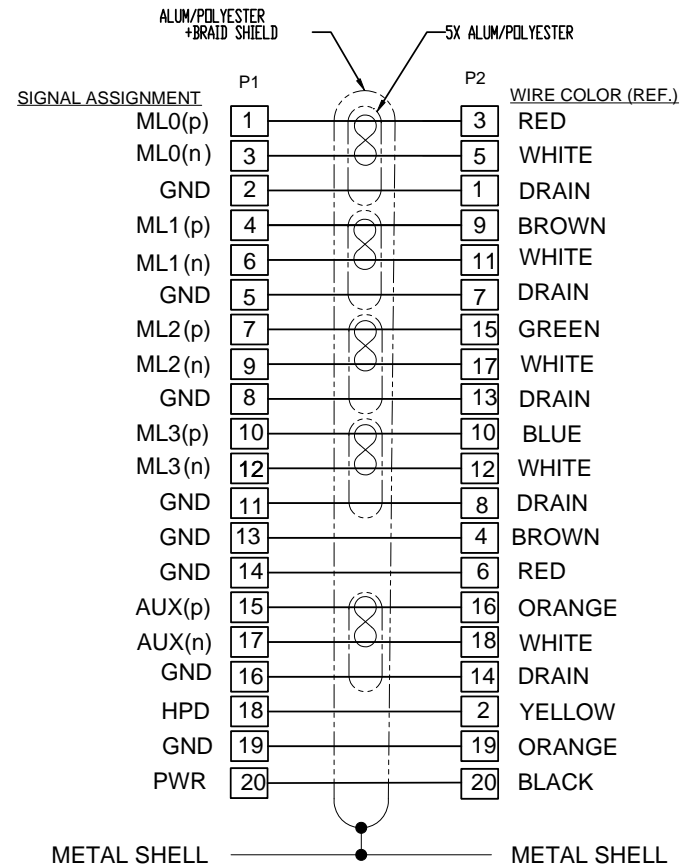 ALUM/POLYESTER
+BRAID SHIELD
5X ALUM/POLYESTER
P1 P2
SIGNAL ASSIGNMENT WIRE COLOR (REF.)
ML0(p) 1 3 RED
ML0(n) 3 5 WHITE
GND 2 1 DRAIN
ML1(p) 4 9 BROWN
ML1(n) 6 11 WHITE
GND 5 7 DRAIN
ML2(p) 7 15 GREEN
ML2(n) 9 17 WHITE
GND 8 13 DRAIN
ML3(p) 10 10 BLUE
ML3(n) 12 12 WHITE
GND 11 8 DRAIN
GND 13 4 BROWN
GND 14 6 RED
AUX(p) 15 16 ORANGE
AUX(n) 17 18 WHITE
GND 16 14 DRAIN
HPD 18 2 YELLOW
GND 19 19 ORANGE
PWR 20 20 BLACK
METAL SHELL METAL SHELL